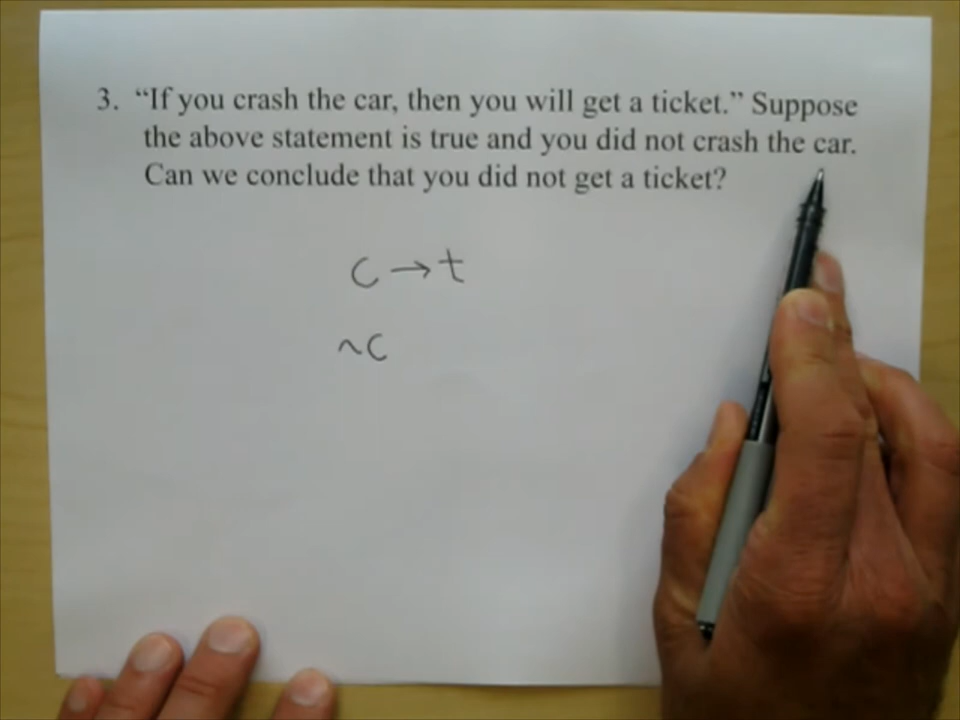 3. “If you crash the car, then you will get a ticket.” Suppose
the above statement is true and you did not crash the car.
Can we conclude that you did not get a ticket?
c → t
~c